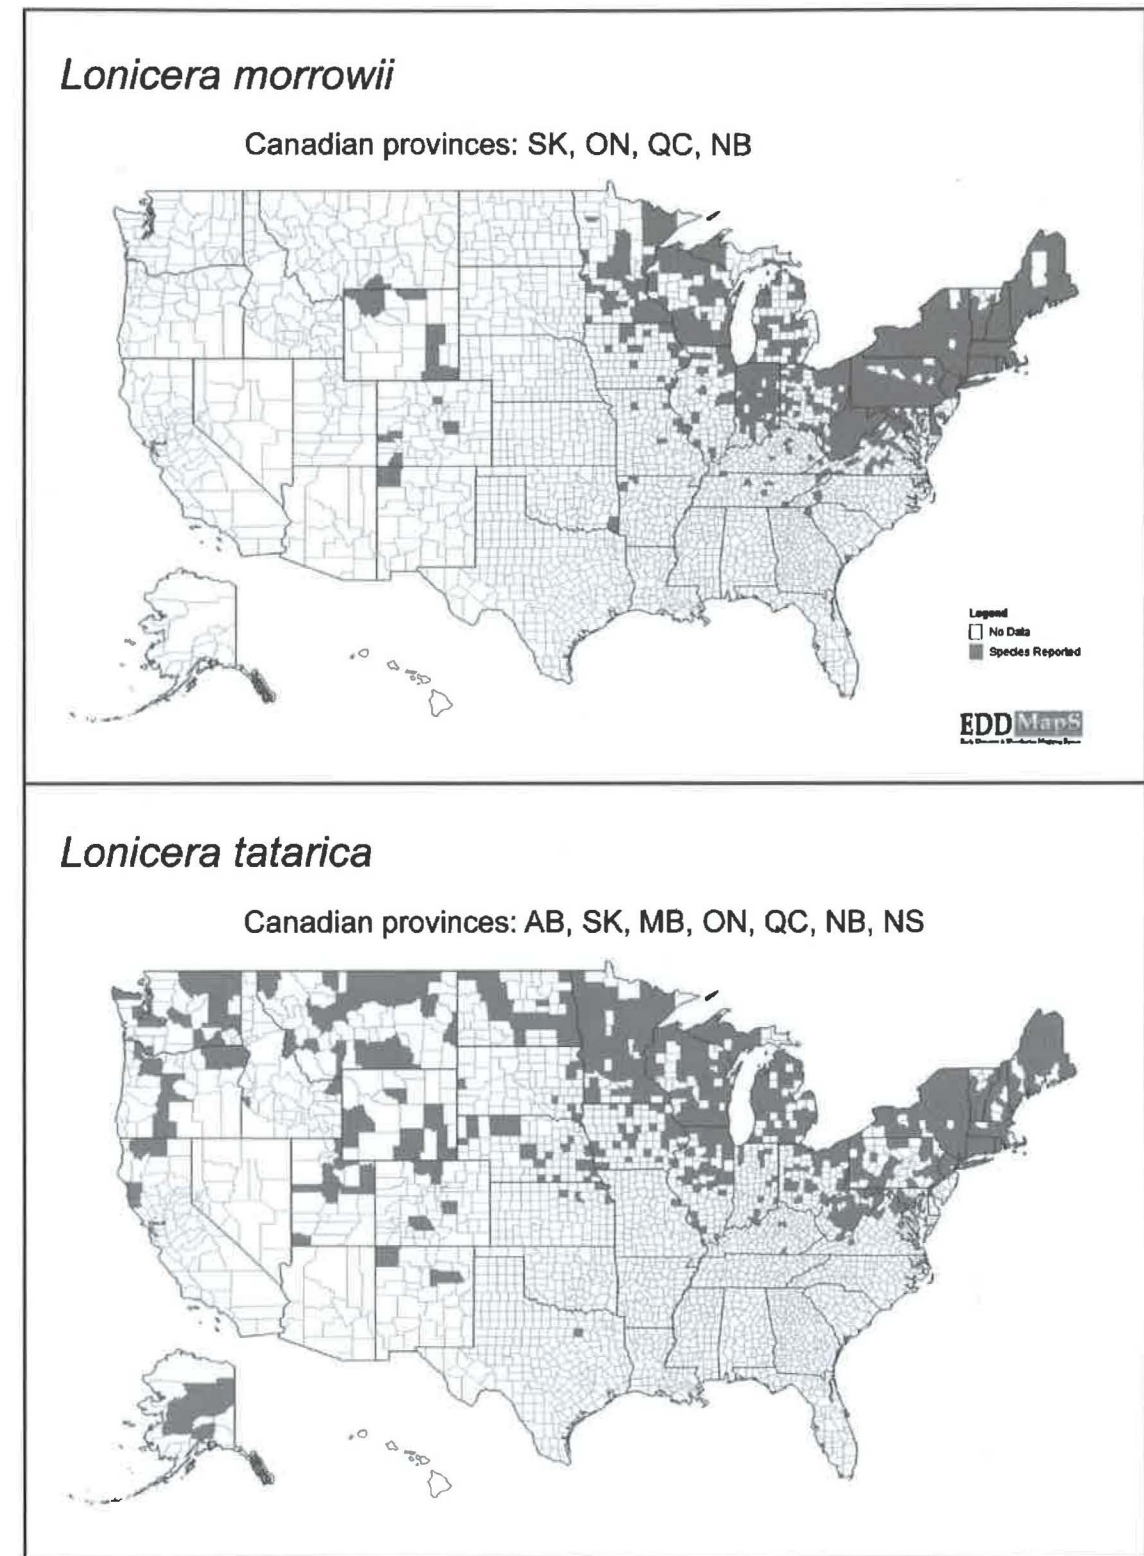 Lonicera morrowii
Canadian provinces: SK, ON, QC, NB
Legend
No Data
Species Reported
EDDMapS
Lonicera tatarica
Canadian provinces: AB, SK, MB, ON, QC, NB, NS